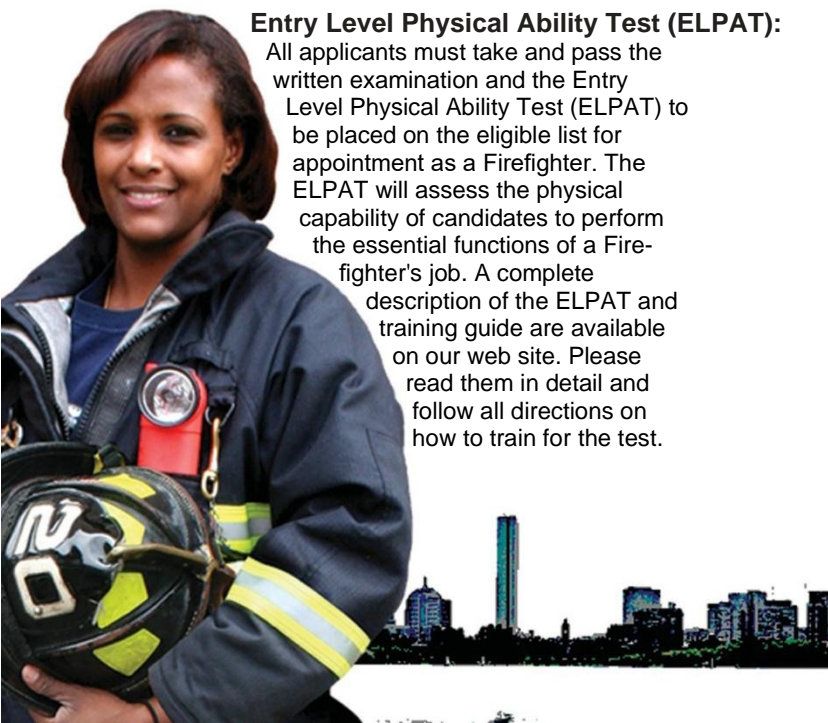 Entry Level Physical Ability Test (ELPAT):
All applicants must take and pass the
written examination and the Entry
Level Physical Ability Test (ELPAT) to
be placed on the eligible list for
appointment as a Firefighter. The
ELPAT will assess the physical
capability of candidates to perform
the essential functions of a Fire-
fighter's job. A complete
description of the ELPAT and
training guide are available
on our web site. Please
read them in detail and
follow all directions on
how to train for the test.
20